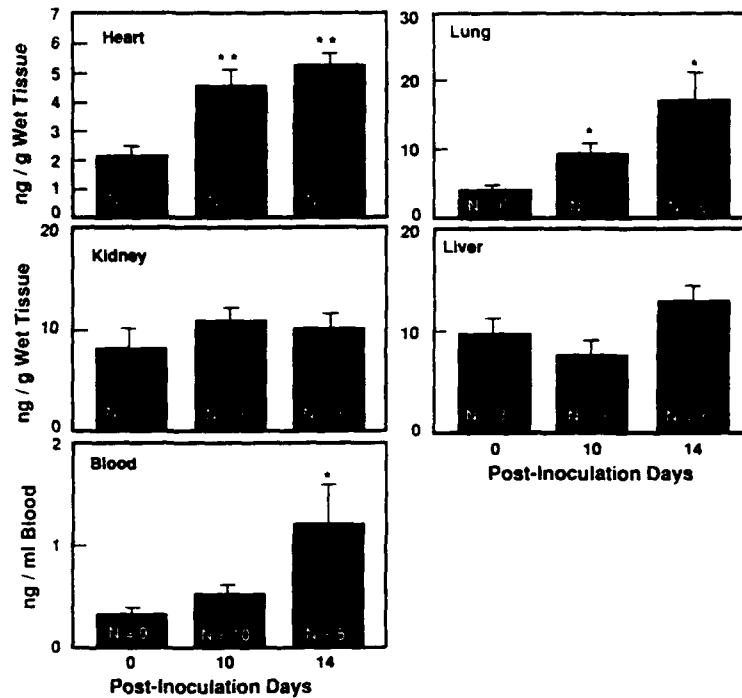 Heart
ng / g Wet Tissue
7
6
5
4
3
2
1
0
**
**
N
N
N
Lung
30
20
10
0
*
*
N
N
N
Kidney
ng / g Wet Tissue
20
10
0
N
N
N
Liver
20
10
0
N
N
N
0 10 14
Post-Inoculation Days
Blood
ng / ml Blood
2
1
0
*
N = 9 N = 10 N = 5
0 10 14
Post-Inoculation Days